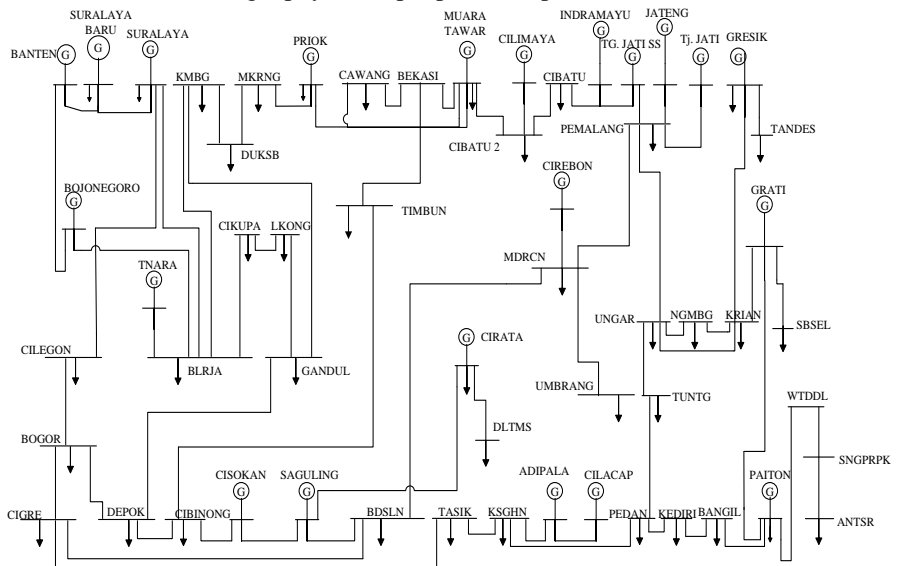 SURALAYA
BARU
BANTEN
SURALAYA
KMBG
MKRNG
PRIOK
CAWANG
BEKASI
MUARA
TAWAR
CILIMAYA
CIBATU
INDRAMAYU
TG. JATI SS
JATENG
Tj. JATI
GRESIK
G
G
G
G
G
G
G
G
G
G
G
DUKSB
CIBATU 2
PEMALANG
TANDES
BOJONEGORO
G
TIMBUN
CIREBON
G
GRATI
G
CIKUPA
LKONG
TNARA
G
MDRCN
UNGAR
NGMBG
KRIAN
SBSEL
CILEGON
BLRJA
GANDUL
CIRATA
G
UMBRANG
TUNTG
WTDDL
DLTMS
BOGOR
SNGPRPK
CISOKAN
G
SAGULING
G
ADIPALA
G
CILACAP
G
PAITON
G
CIGRE
DEPOK
CIBINONG
BDSLN
TASIK
KSGHN
PEDAN
KEDIRI
BANGIL
ANTSR